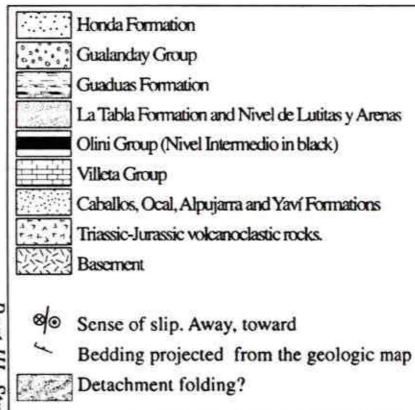 Honda Formation
Gualanday Group
Guaduas Formation
La Tabla Formation and Nivel de Lutitas y Arenas
Olini Group (Nivel Intermedio in black)
Villeta Group
Caballos, Ocal, Alpujarra and Yaví Formations
Triassic-Jurassic volcanoclastic rocks.
Basement
Sense of slip. Away, toward
Bedding projected from the geologic map
Detachment folding?